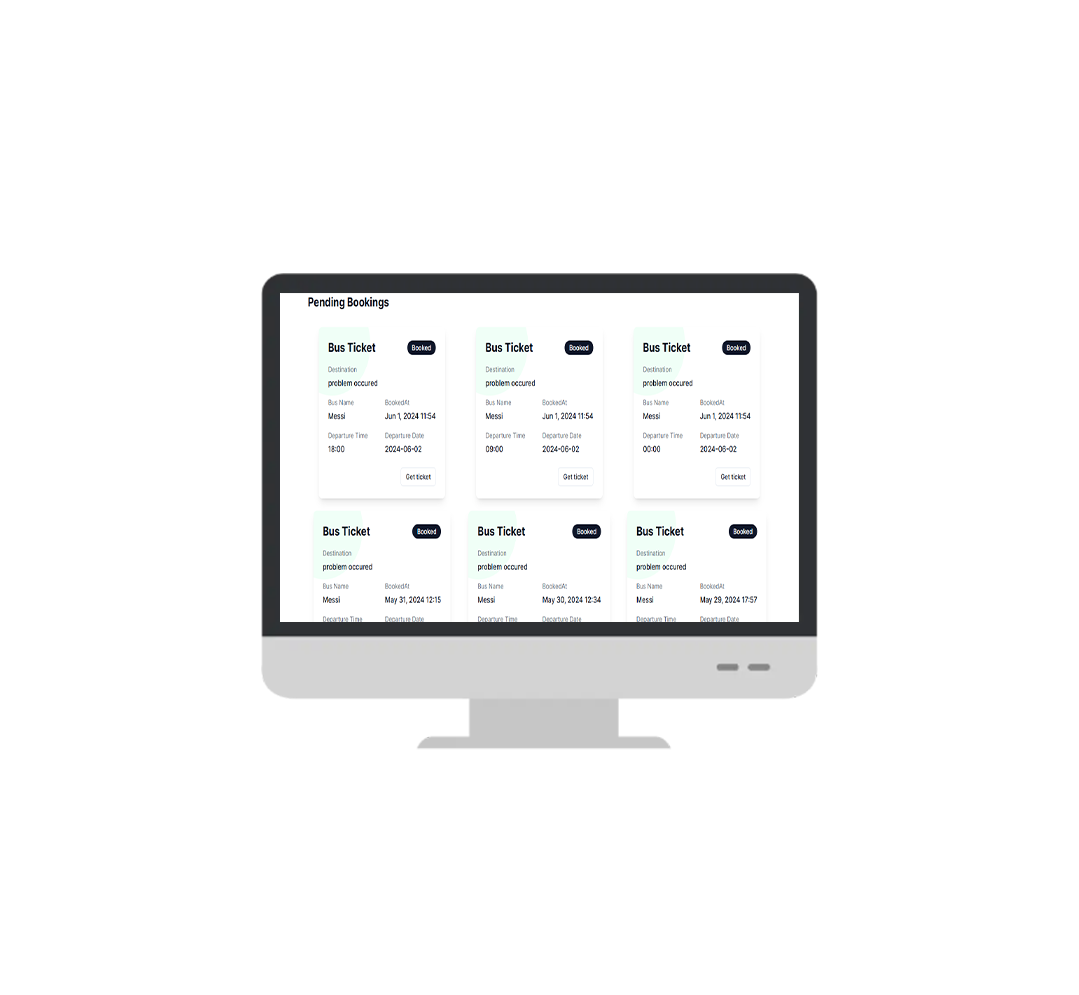 Pending Bookings
Bus Ticket Booked Bus Ticket Booked Bus Ticket Booked
Destination Destination Destination
problem occured problem occured problem occured
Bus Name BookedAt Bus Name BookedAt Bus Name BookedAt
Messi Jun 1, 2024 11:54 Messi Jun 1, 2024 11:54 Messi Jun 1, 2024 11:54
Departure Time Departure Date Departure Time Departure Date Departure Time Departure Date
18:00 2024-06-02 09:00 2024-06-02 00:00 2024-06-02
Get ticket Get ticket Get ticket
Bus Ticket Booked Bus Ticket Booked Bus Ticket Booked
Destination Destination Destination
problem occured problem occured problem occured
Bus Name BookedAt Bus Name BookedAt Bus Name BookedAt
Messi May 31, 2024 12:15 Messi May 30, 2024 12:34 Messi May 29, 2024 17:57
Departure Time Departure Date Departure Time Departure Date Departure Time Departure Date